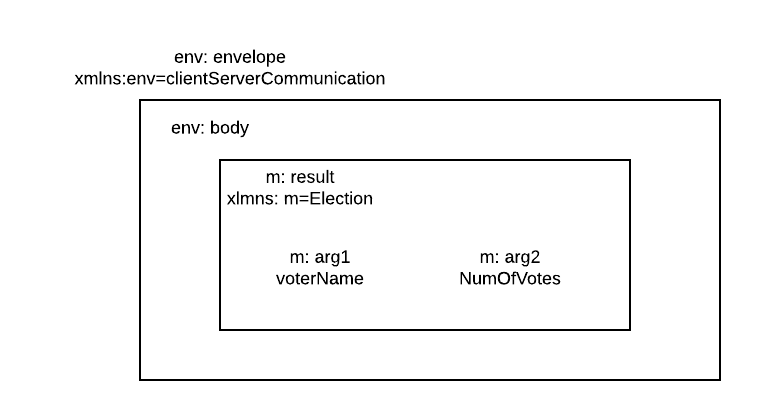 env: envelope
xmlns:env=clientServerCommunication
env: body
m: result
xlmns: m=Election
m: arg1
voterName
m: arg2
NumOfVotes